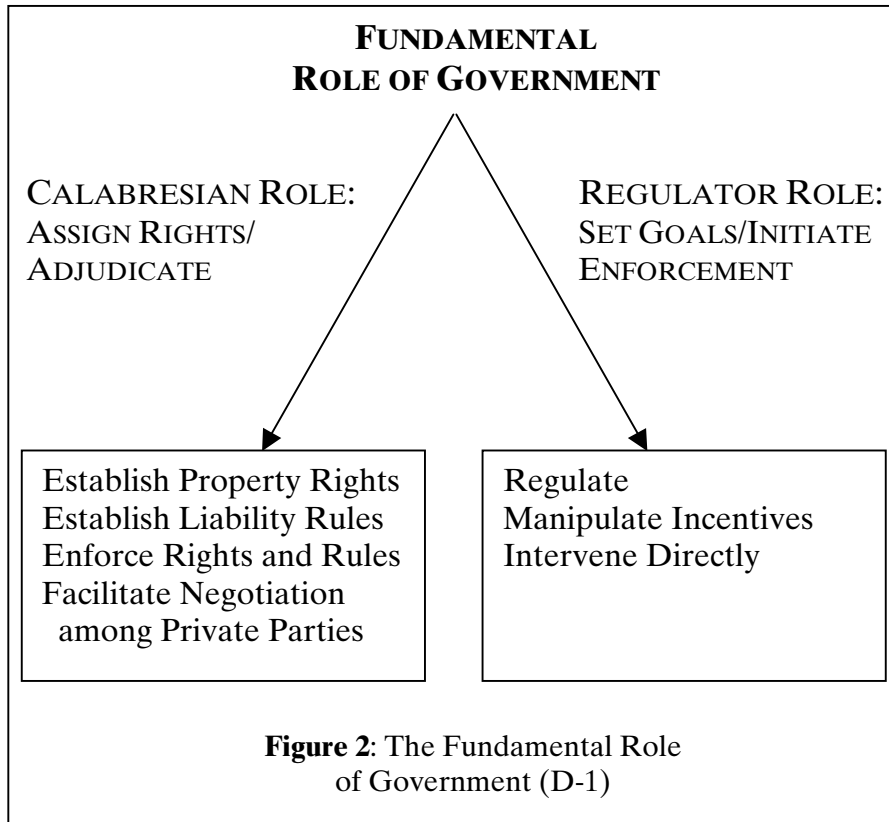 FUNDAMENTAL
ROLE OF GOVERNMENT
CALABRESIAN ROLE:
ASSIGN RIGHTS/
ADJUDICATE
REGULATOR ROLE:
SET GOALS/INITIATE
ENFORCEMENT
Establish Property Rights
Establish Liability Rules
Enforce Rights and Rules
Facilitate Negotiation
among Private Parties
Regulate
Manipulate Incentives
Intervene Directly
Figure 2: The Fundamental Role
of Government (D-1)